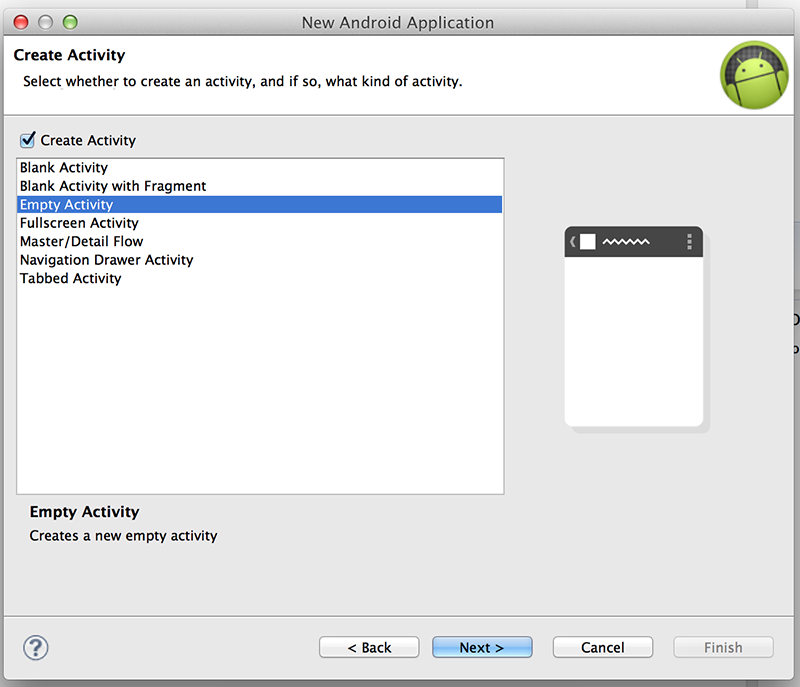 New Android Application
Create Activity
Select whether to create an activity, and if so, what kind of activity.
Create Activity
Blank Activity
Blank Activity with Fragment
Empty Activity
Fullscreen Activity
Master/Detail Flow
Navigation Drawer Activity
Tabbed Activity
Empty Activity
Creates a new empty activity
?
< Back
Next >
Cancel
Finish